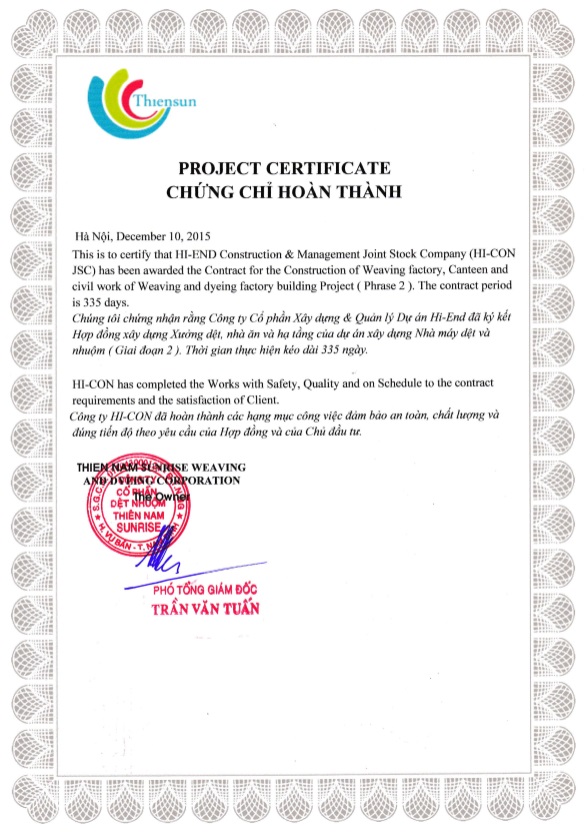 Thiensun
PROJECT CERTIFICATE
CHỨNG CHỈ HOÀN THÀNH
Hà Nội, December 10, 2015
This is to certify that HI-END Construction & Management Joint Stock Company (HI-CON
JSC) has been awarded the Contract for the Construction of Weaving factory, Canteen and
civil work of Weaving and dyeing factory building Project ( Phrase 2 ). The contract period
is 335 days.
Chúng tôi chứng nhận rằng Công ty Cổ phần Xây dựng & Quản lý Dự án Hi-End đã ký kết
Hợp đồng xây dựng Xưởng dệt, nhà ăn và hạ tầng của dự án xây dựng Nhà máy dệt và
nhuộm ( Giai đoạn 2 ). Thời gian thực hiện kéo dài 335 ngày.
HI-CON has completed the Works with Safety, Quality and on Schedule to the contract
requirements and the satisfaction of Client.
Công ty HI-CON đã hoàn thành các hạng mục công việc đảm bảo an toàn, chất lượng và
đúng tiến độ theo yêu cầu của Hợp đồng và của Chủ đầu tư.
THIEN NAM SUNRISE WEAVING
AND DYEING CORPORATION
The Owner
CỔ PHẦN
DỆT NHUỘM
THIÊN NAM
SUNRISE
H. VỤ BẢN - T.
PHÓ TỔNG GIÁM ĐỐC
TRẦN VĂN TUẤN